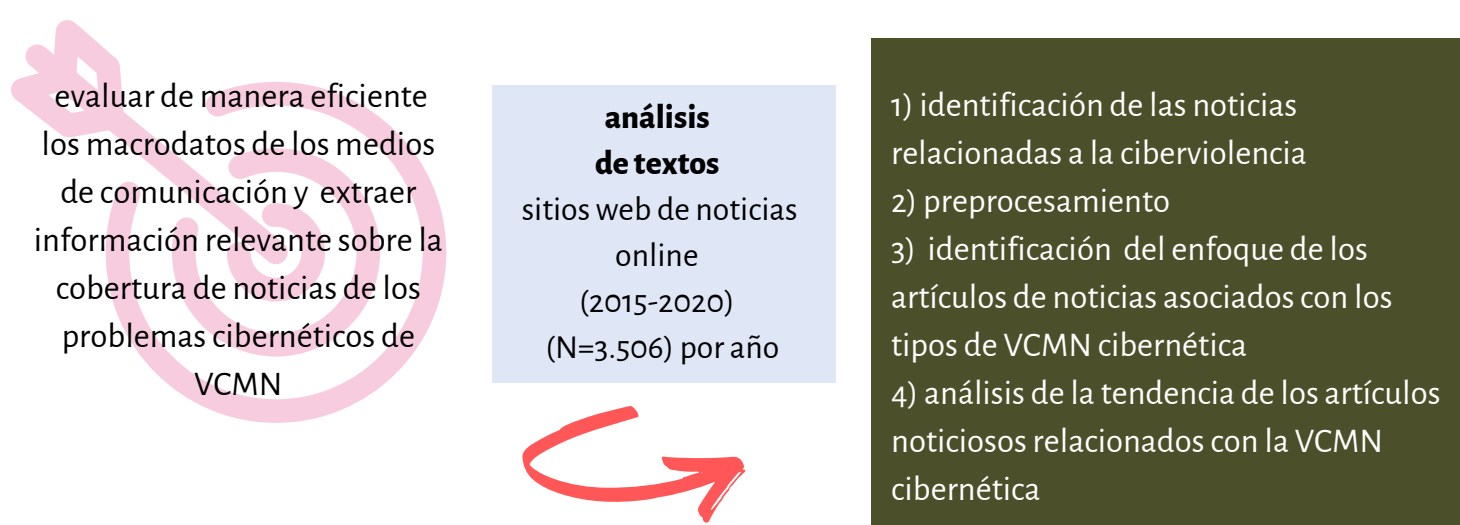 evaluar de manera eficiente
los macrodatos de los medios
de comunicación y extraer
información relevante sobre la
cobertura de noticias de los
problemas cibernéticos de
VCMN
análisis
de textos
sitios web de noticias
online
(2015-2020)
(N=3.506) por año
1) identificación de las noticias
relacionadas a la ciberviolencia
2) preprocesamiento
3) identificación del enfoque de los
artículos de noticias asociados con los
tipos de VCMN cibernética
4) análisis de la tendencia de los artículos
noticiosos relacionados con la VCMN
cibernética